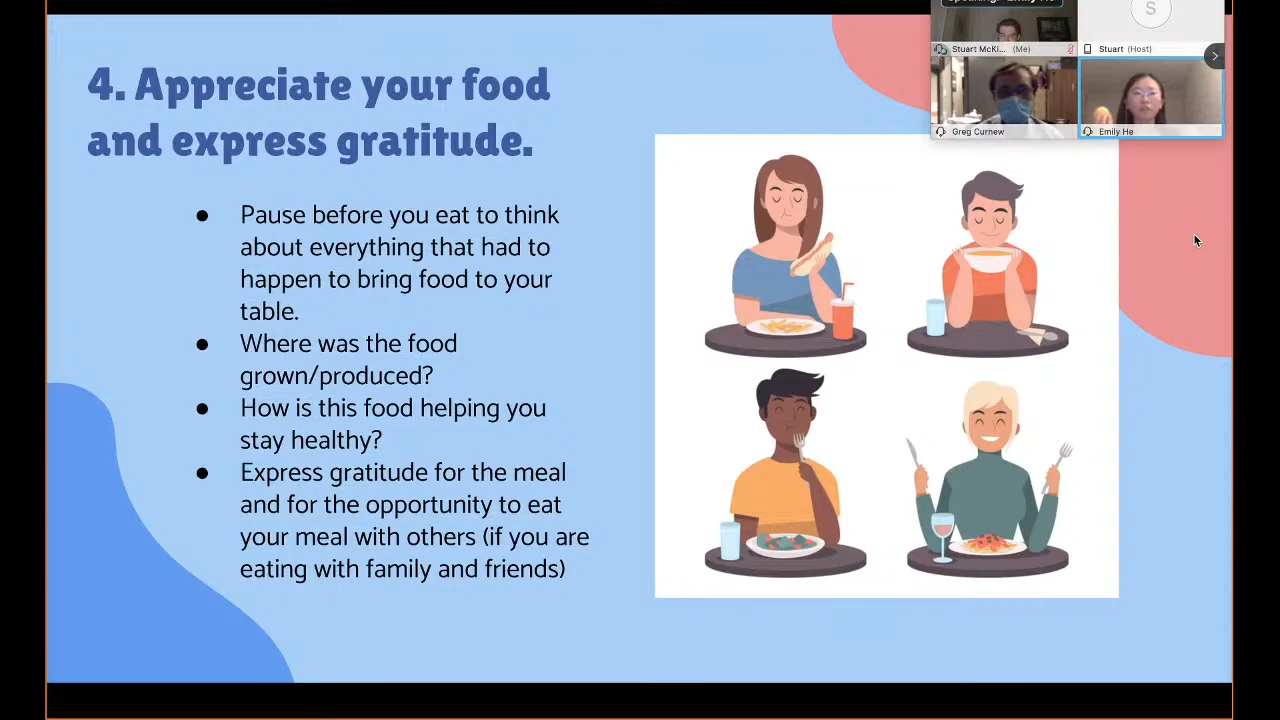 4. Appreciate your food
and express gratitude.
● Pause before you eat to think
about everything that had to
happen to bring food to your
table.
● Where was the food
grown/produced?
● How is this food helping you
stay healthy?
● Express gratitude for the meal
and for the opportunity to eat
your meal with others (if you are
eating with family and friends)
S
Stuart McKi... (Me)
Stuart (Host)
Greg Curnew
Emily He